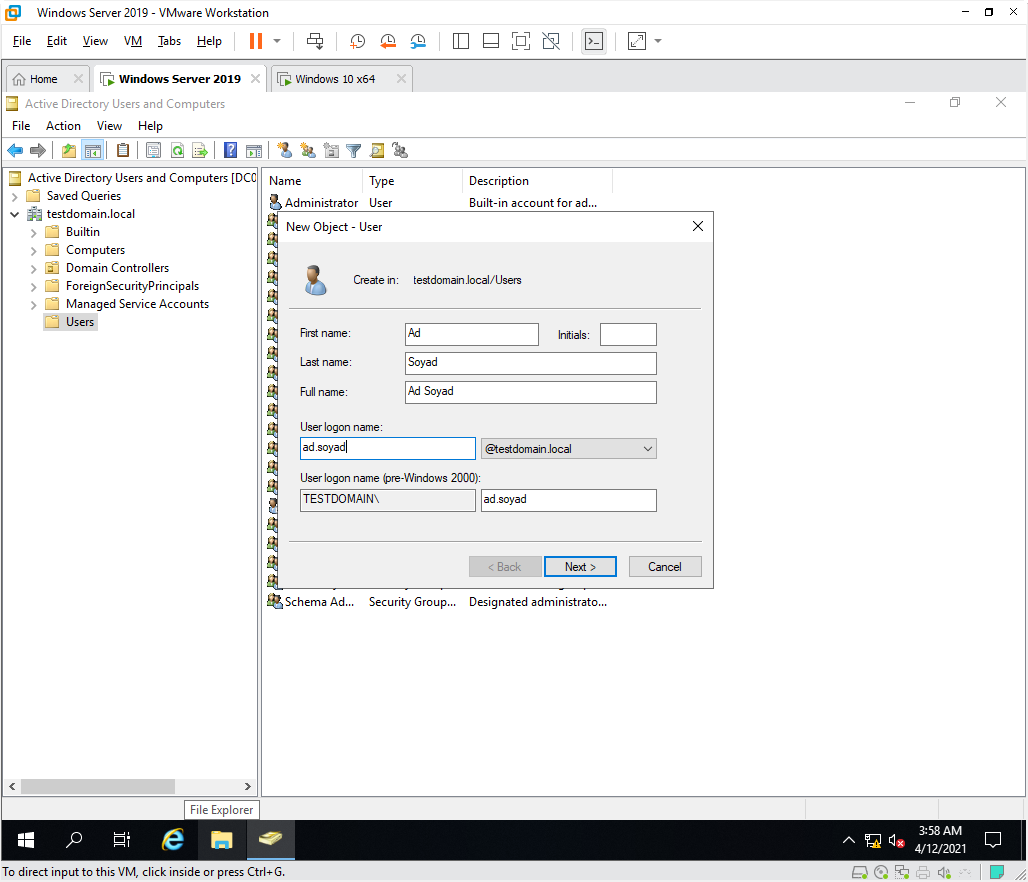 Windows Server 2019 - VMware Workstation
File Edit View VM Tabs Help
Home Windows Server 2019 Windows 10 x64
Active Directory Users and Computers
File Action View Help
Active Directory Users and Computers [DC0
Saved Queries
testdomain.local
Builtin
Computers
Domain Controllers
ForeignSecurityPrincipals
Managed Service Accounts
Users
Name Type Description
Administrator User Built-in account for ad...
New Object - User
Create in: testdomain.local/Users
First name: Ad Initials:
Last name: Soyad
Full name: Ad Soyad
User logon name:
ad.soyad @testdomain.local
User logon name (pre-Windows 2000):
TESTDOMAIN\ ad.soyad
< Back Next > Cancel
Schema Ad... Security Group... Designated administrato...
File Explorer
3:58 AM
4/12/2021
To direct input to this VM, click inside or press Ctrl+G.